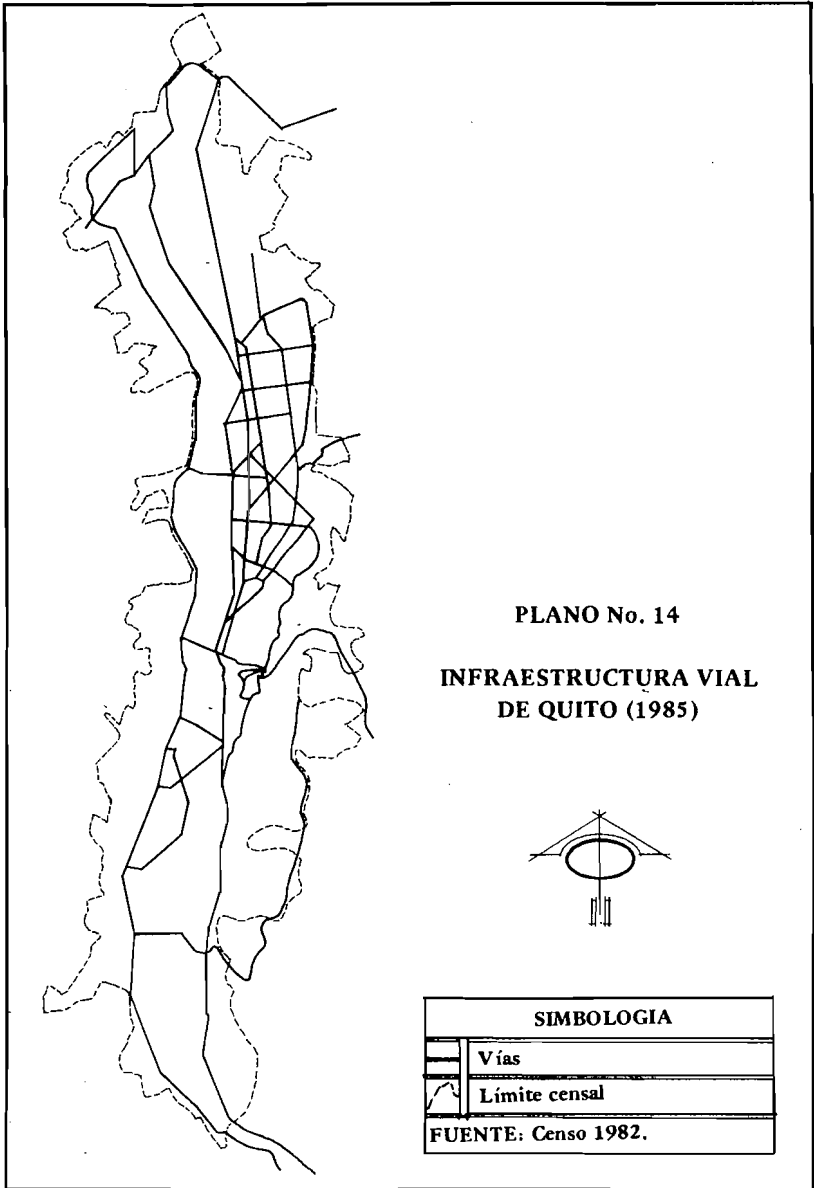 PLANO No. 14
INFRAESTRUCTURA VIAL
DE QUITO (1985)
SIMBOLOGIA
Vías
Límite censal
FUENTE: Censo 1982.